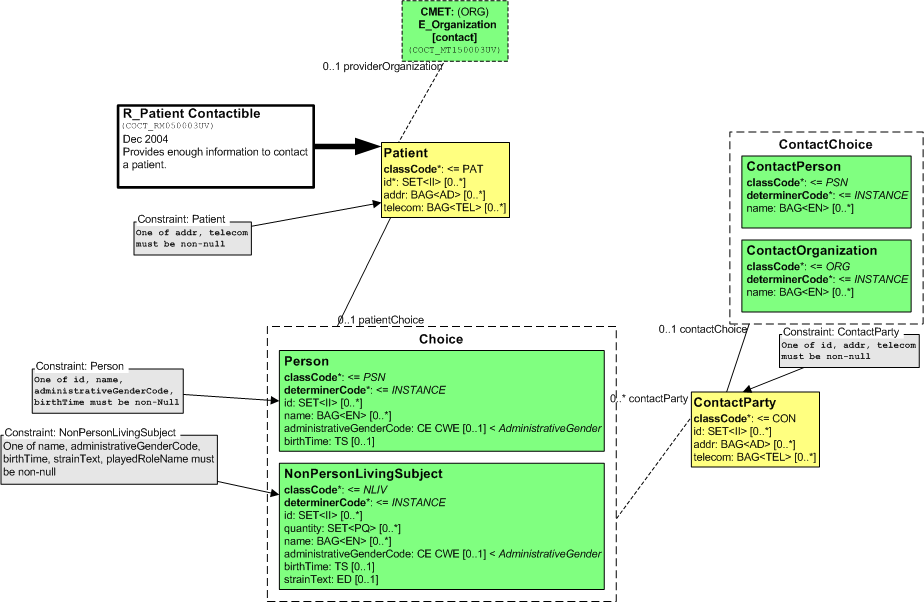 CMET: (ORG)
E_Organization
[contact]
(COCT_MT150003UV)
0..1 providerOrganization
R_Patient Contactible
(COCT_RM050003UV)
Dec 2004
Provides enough information to contact
a patient.
Patient
classCode*: <= PAT
id*: SET<II> [0..*]
addr: BAG<AD> [0..*]
telecom: BAG<TEL> [0..*]
Constraint: Patient
One of addr, telecom
must be non-null
ContactChoice
ContactPerson
classCode*: <= PSN
determinerCode*: <= INSTANCE
name: BAG<EN> [0..*]
ContactOrganization
classCode*: <= ORG
determinerCode*: <= INSTANCE
name: BAG<EN> [0..*]
0..1 patientChoice
0..1 contactChoice
Constraint: ContactParty
One of id, addr, telecom
must be non-null
Choice
Person
classCode*: <= PSN
determinerCode*: <= INSTANCE
id: SET<II> [0..*]
name: BAG<EN> [0..*]
administrativeGenderCode: CE CWE [0..1] < AdministrativeGender
birthTime: TS [0..1]
Constraint: Person
One of id, name,
administrativeGenderCode,
birthTime must be non-Null
0..* contactParty
ContactParty
classCode*: <= CON
id: SET<II> [0..*]
addr: BAG<AD> [0..*]
telecom: BAG<TEL> [0..*]
Constraint: NonPersonLivingSubject
One of name, administrativeGenderCode,
birthTime, strainText, playedRoleName must
be non-null
NonPersonLivingSubject
classCode*: <= NLIV
determinerCode*: <= INSTANCE
id: SET<II> [0..*]
quantity: SET<PQ> [0..*]
name: BAG<EN> [0..*]
administrativeGenderCode: CE CWE [0..1] < AdministrativeGender
birthTime: TS [0..1]
strainText: ED [0..1]